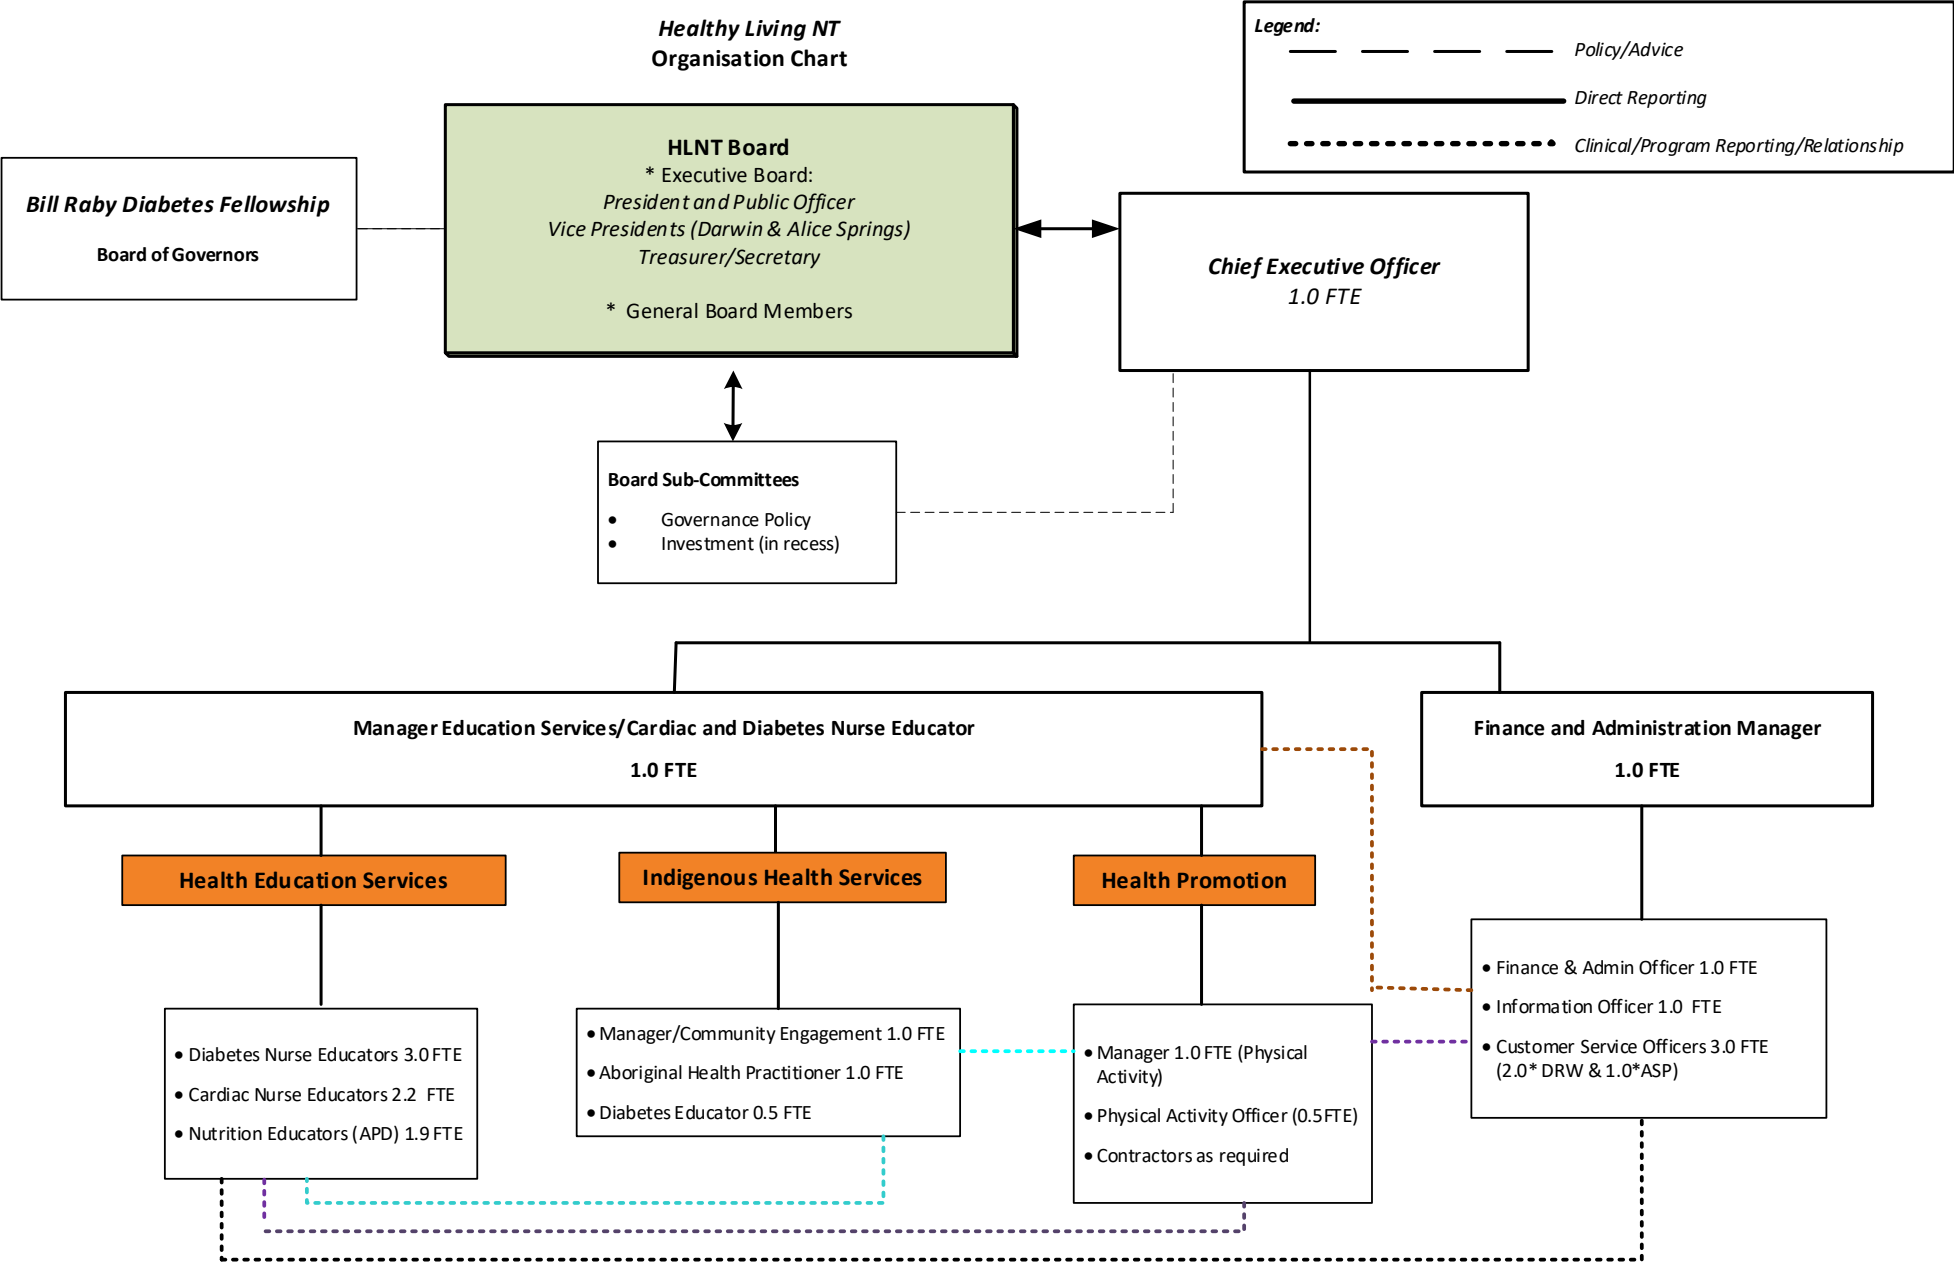 Healthy Living NT
Organisation Chart
Legend:
Policy/Advice
Direct Reporting
Clinical/Program Reporting/Relationship
Bill Raby Diabetes Fellowship
Board of Governors
HLNT Board
* Executive Board:
President and Public Officer
Vice Presidents (Darwin & Alice Springs)
Treasurer/Secretary
* General Board Members
Chief Executive Officer
1.0 FTE
Board Sub-Committees
• Governance Policy
• Investment (in recess)
Manager Education Services/Cardiac and Diabetes Nurse Educator
1.0 FTE
Finance and Administration Manager
1.0 FTE
Health Education Services
Indigenous Health Services
Health Promotion
• Diabetes Nurse Educators 3.0 FTE
• Cardiac Nurse Educators 2.2 FTE
• Nutrition Educators (APD) 1.9 FTE
• Manager/Community Engagement 1.0 FTE
• Aboriginal Health Practitioner 1.0 FTE
• Diabetes Educator 0.5 FTE
• Manager 1.0 FTE (Physical
Activity)
• Physical Activity Officer (0.5FTE)
• Contractors as required
• Finance & Admin Officer 1.0 FTE
• Information Officer 1.0 FTE
• Customer Service Officers 3.0 FTE
(2.0* DRW & 1.0*ASP)